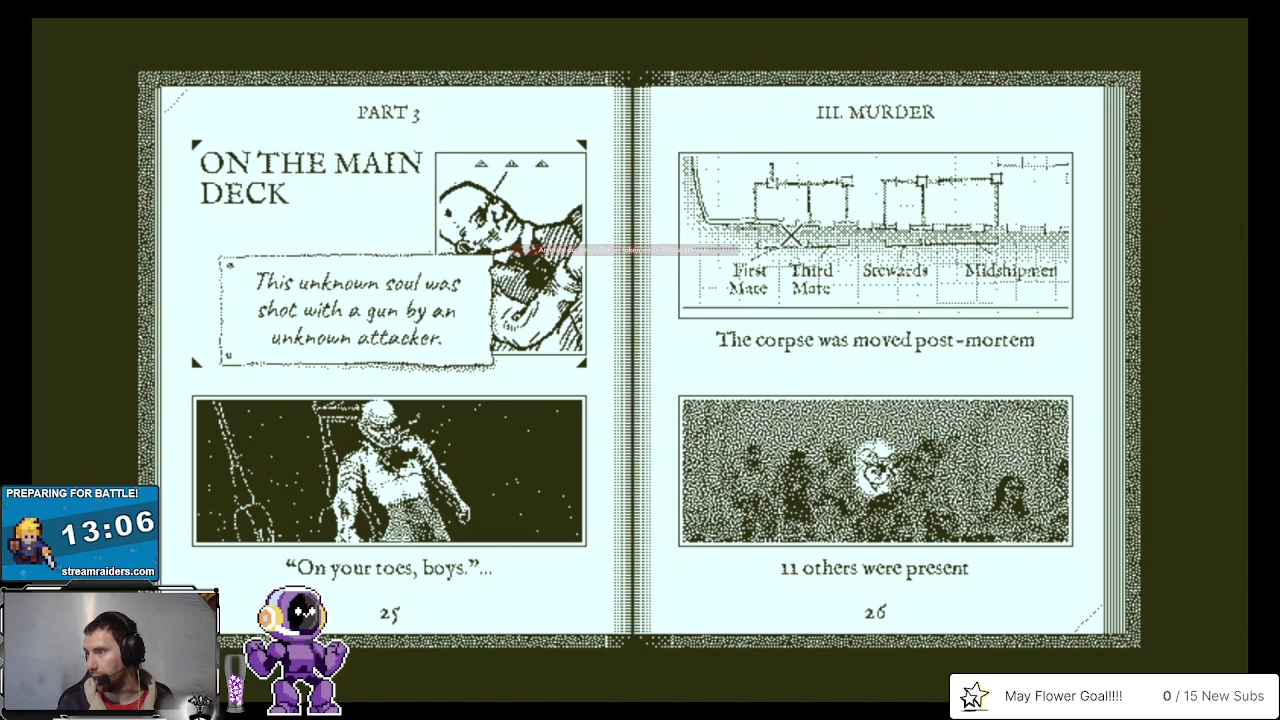 PART 3
III. MURDER
ON THE MAIN
DECK
This unknown soul was
shot with a gun by an
unknown attacker.
First
Mate
Third
Mate
Stewards
Midshipmen
The corpse was moved post-mortem
"On your toes, boys."...
11 others were present
25
26
PREPARING FOR BATTLE!
13:06
streamraiders.com
May Flower Goal!!!! 0 / 15 New Subs